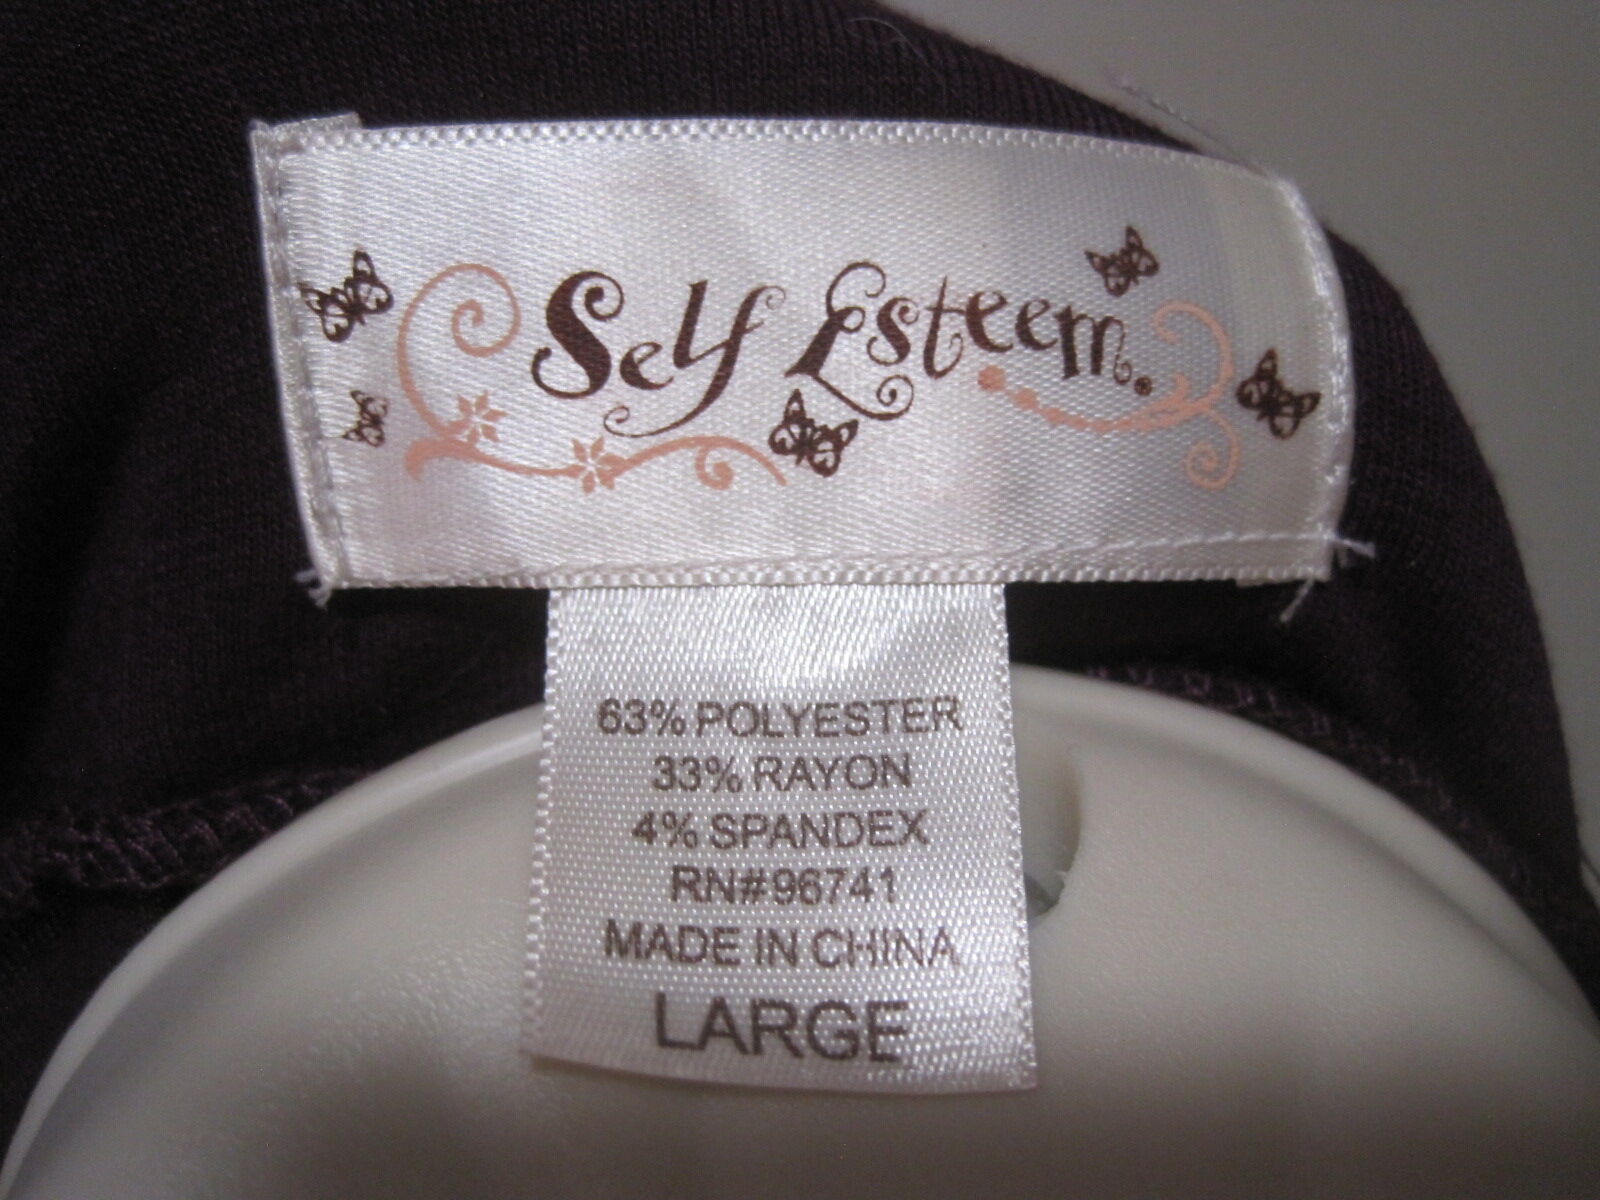 Self Esteem.
63% POLYESTER
33% RAYON
4% SPANDEX
RN#96741
MADE IN CHINA
LARGE